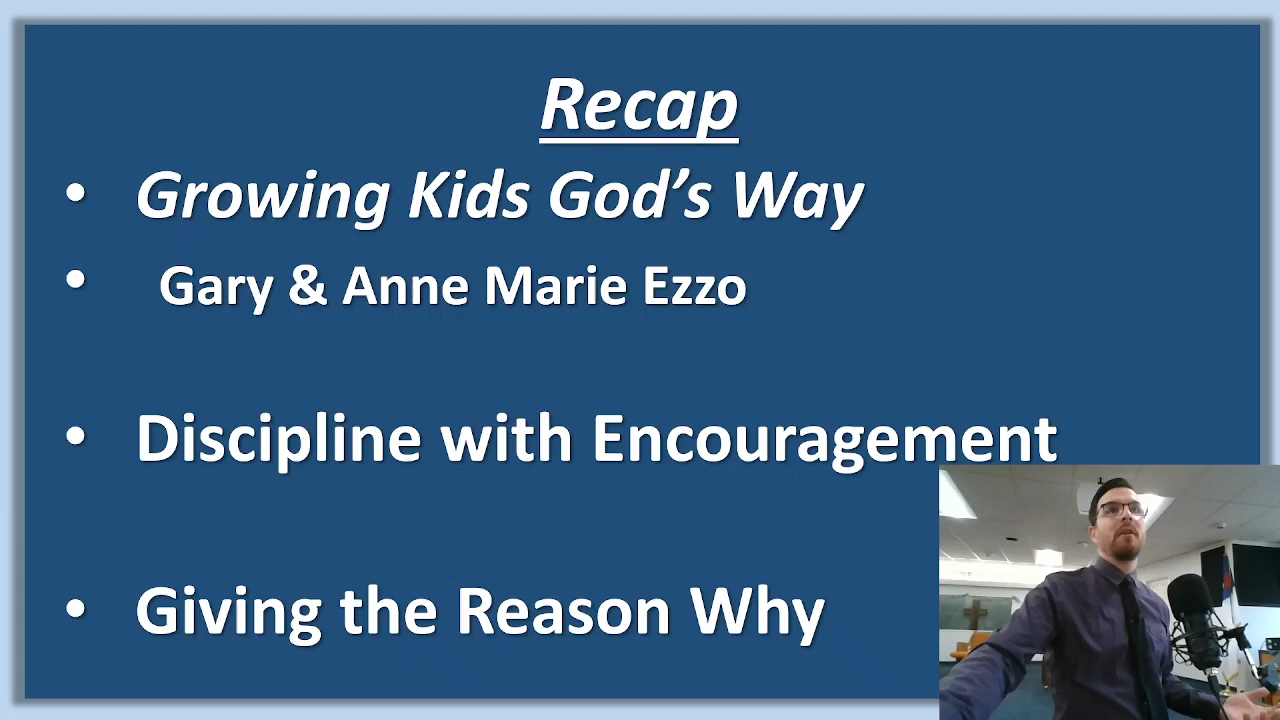 Recap
• Growing Kids God’s Way
• Gary & Anne Marie Ezzo
• Discipline with Encouragement
• Giving the Reason Why